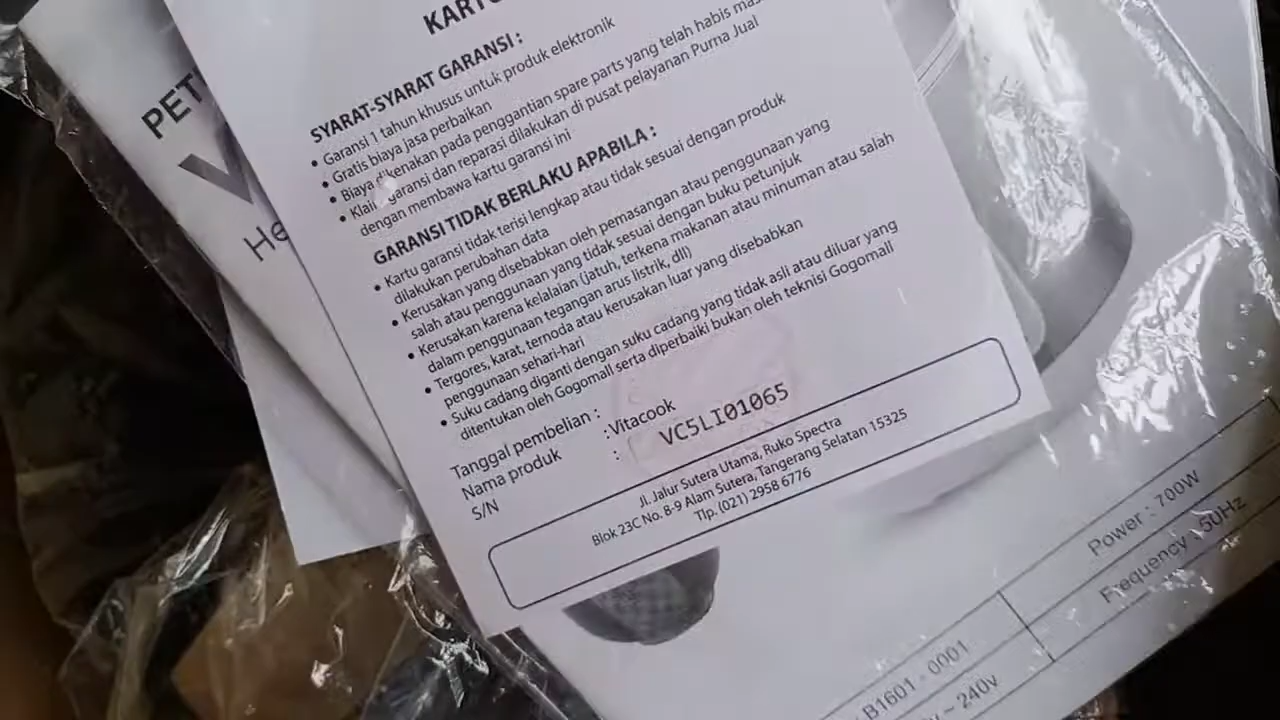 KARTU
SYARAT-SYARAT GARANSI :
• Garansi 1 tahun khusus untuk produk elektronik
• Gratis biaya jasa perbaikan
• Biaya dikenakan pada penggantian spare parts yang telah habis mas
• Klaim garansi dan reparasi dilakukan di pusat pelayanan Purna Jual
dengan membawa kartu garansi ini
GARANSI TIDAK BERLAKU APABILA :
• Kartu garansi tidak terisi lengkap atau tidak sesuai dengan produk
dilakukan perubahan data
• Kerusakan yang disebabkan oleh pemasangan atau penggunaan yang
salah atau penggunaan yang tidak sesuai dengan buku petunjuk
• Kerusakan karena kelalaian (jatuh, terkena makanan atau minuman atau salah
dalam penggunaan tegangan arus listrik, dll)
• Tergores, karat, ternoda atau kerusakan luar yang disebabkan
penggunaan sehari-hari
• Suku cadang diganti dengan suku cadang yang tidak asli atau diluar yang
ditentukan oleh Gogomall serta diperbaiki bukan oleh teknisi Gogomall
Tanggal pembelian :
Nama produk : Vitacook
S/N : VC5LI01065
Jl. Jalur Sutera Utama, Ruko Spectra
Blok 23C No. 8-9 Alam Sutera, Tangerang Selatan 15325
Tlp. (021) 2958 6776
PET
V
He
Power : 700W
B1601 - 0001
Frequency : 50Hz
~ 240v